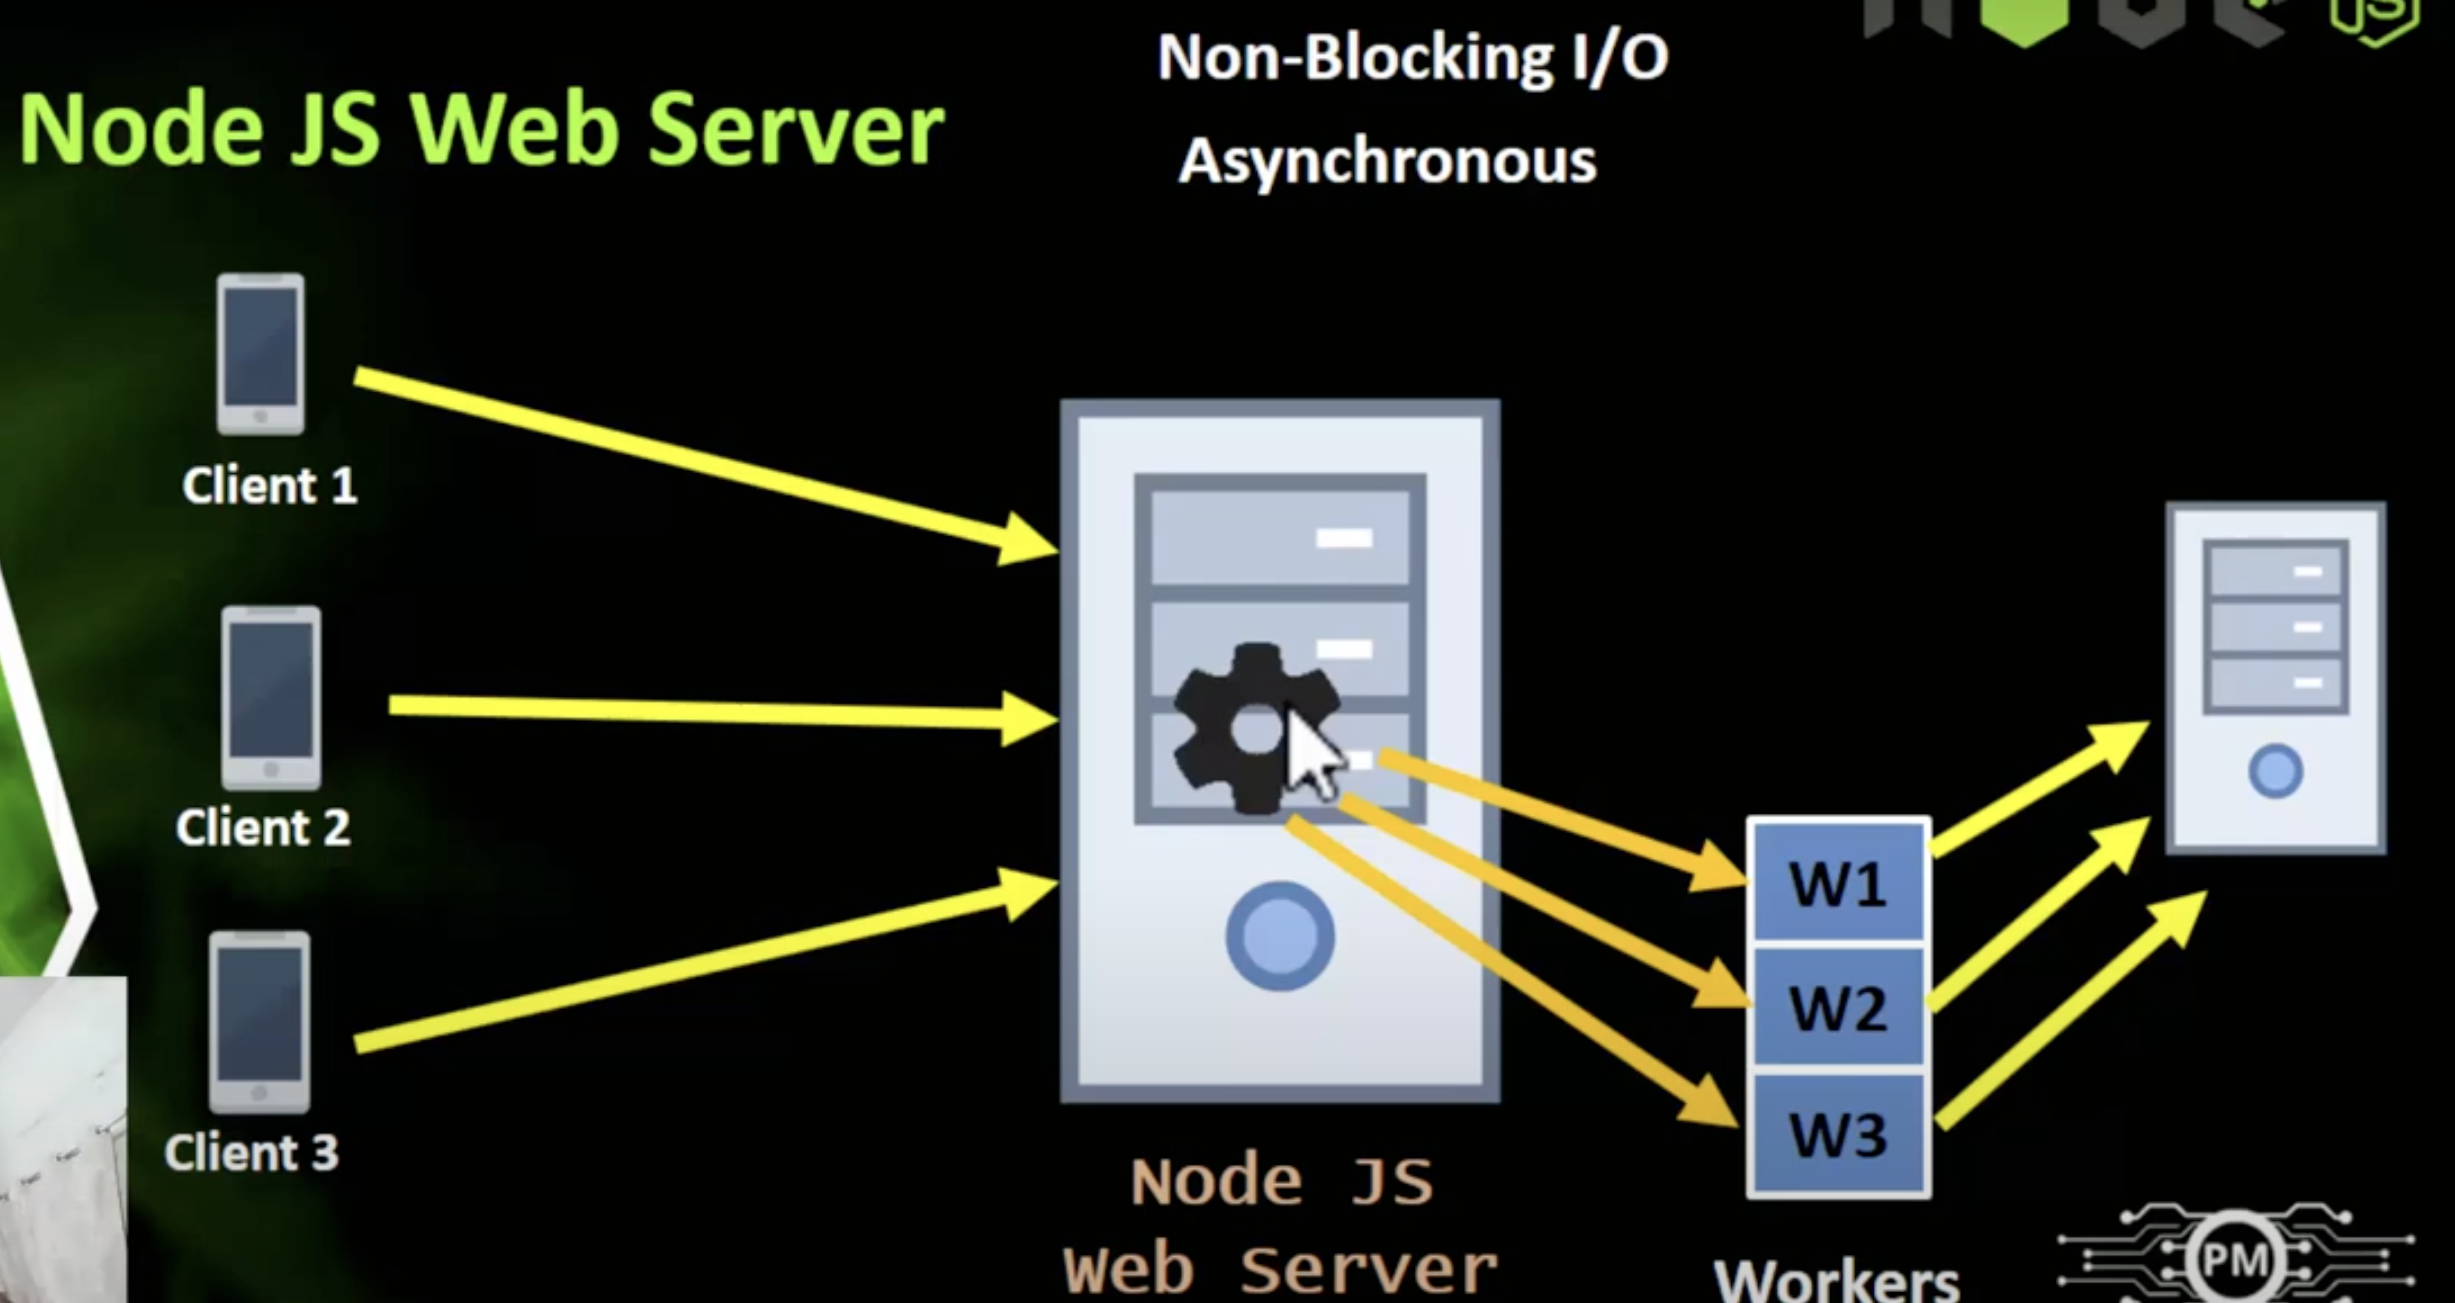 Non-Blocking I/O
Node JS Web Server
Asynchronous
Client 1
Client 2
Client 3
W1
W2
W3
Node JS
Web Server
Workers
PM
JS